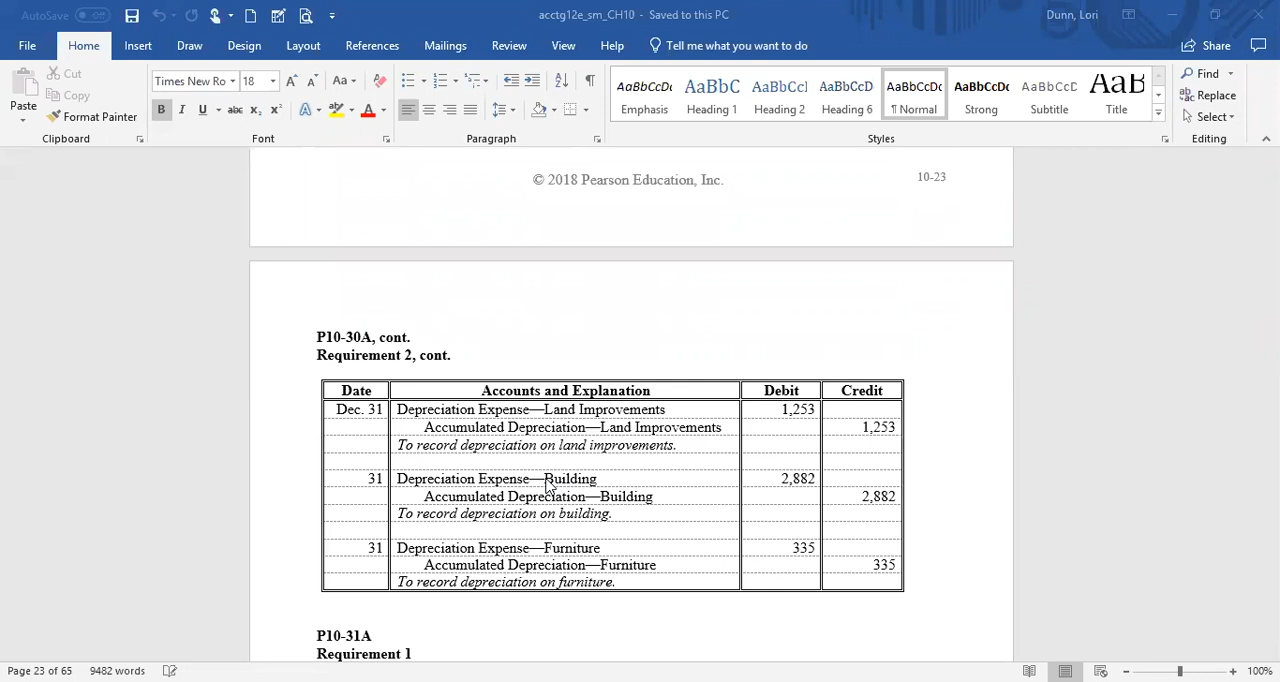 AutoSave Off acctg12e_sm_CH10 - Saved to this PC Dunn, Lori
File Home Insert Draw Design Layout References Mailings Review View Help Tell me what you want to do Share
Paste Cut Copy Format Painter
Clipboard
Times New Ro 18
Font
Paragraph
AaBbCcDc AaBbC AaBbCcI AaBbCcD AaBbCcDc AaBbCcDc AaBbCcDc AaB
Emphasis Heading 1 Heading 2 Heading 6 ¶ Normal Strong Subtitle Title
Styles
Find
Replace
Select
Editing
© 2018 Pearson Education, Inc. 10-23
P10-30A, cont.
Requirement 2, cont.
Date Accounts and Explanation Debit Credit
Dec. 31 Depreciation Expense—Land Improvements 1,253
Accumulated Depreciation—Land Improvements 1,253
To record depreciation on land improvements.
31 Depreciation Expense—Building 2,882
Accumulated Depreciation—Building 2,882
To record depreciation on building.
31 Depreciation Expense—Furniture 335
Accumulated Depreciation—Furniture 335
To record depreciation on furniture.
P10-31A
Requirement 1
Page 23 of 65 9482 words 100%